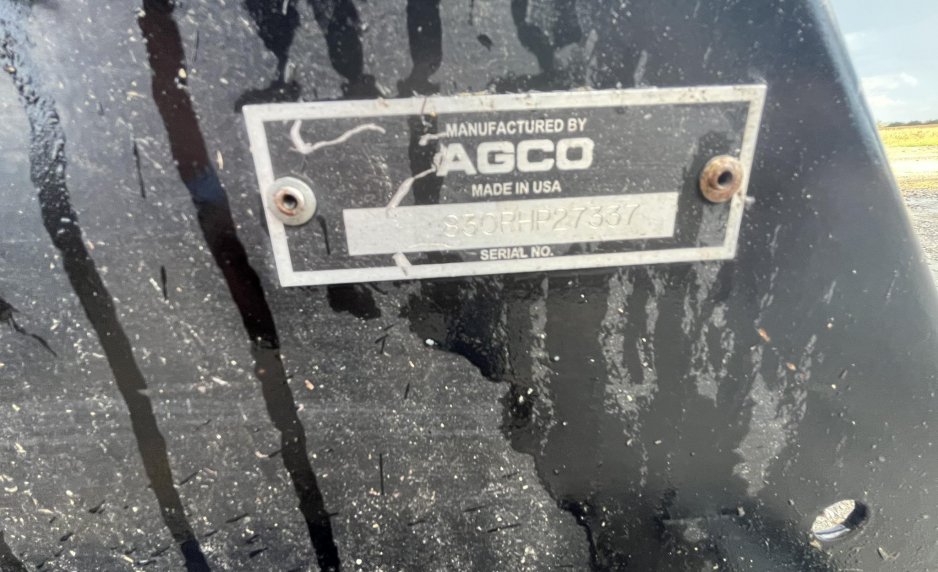 MANUFACTURED BY
AGCO
MADE IN USA
830RHP27337
SERIAL NO.